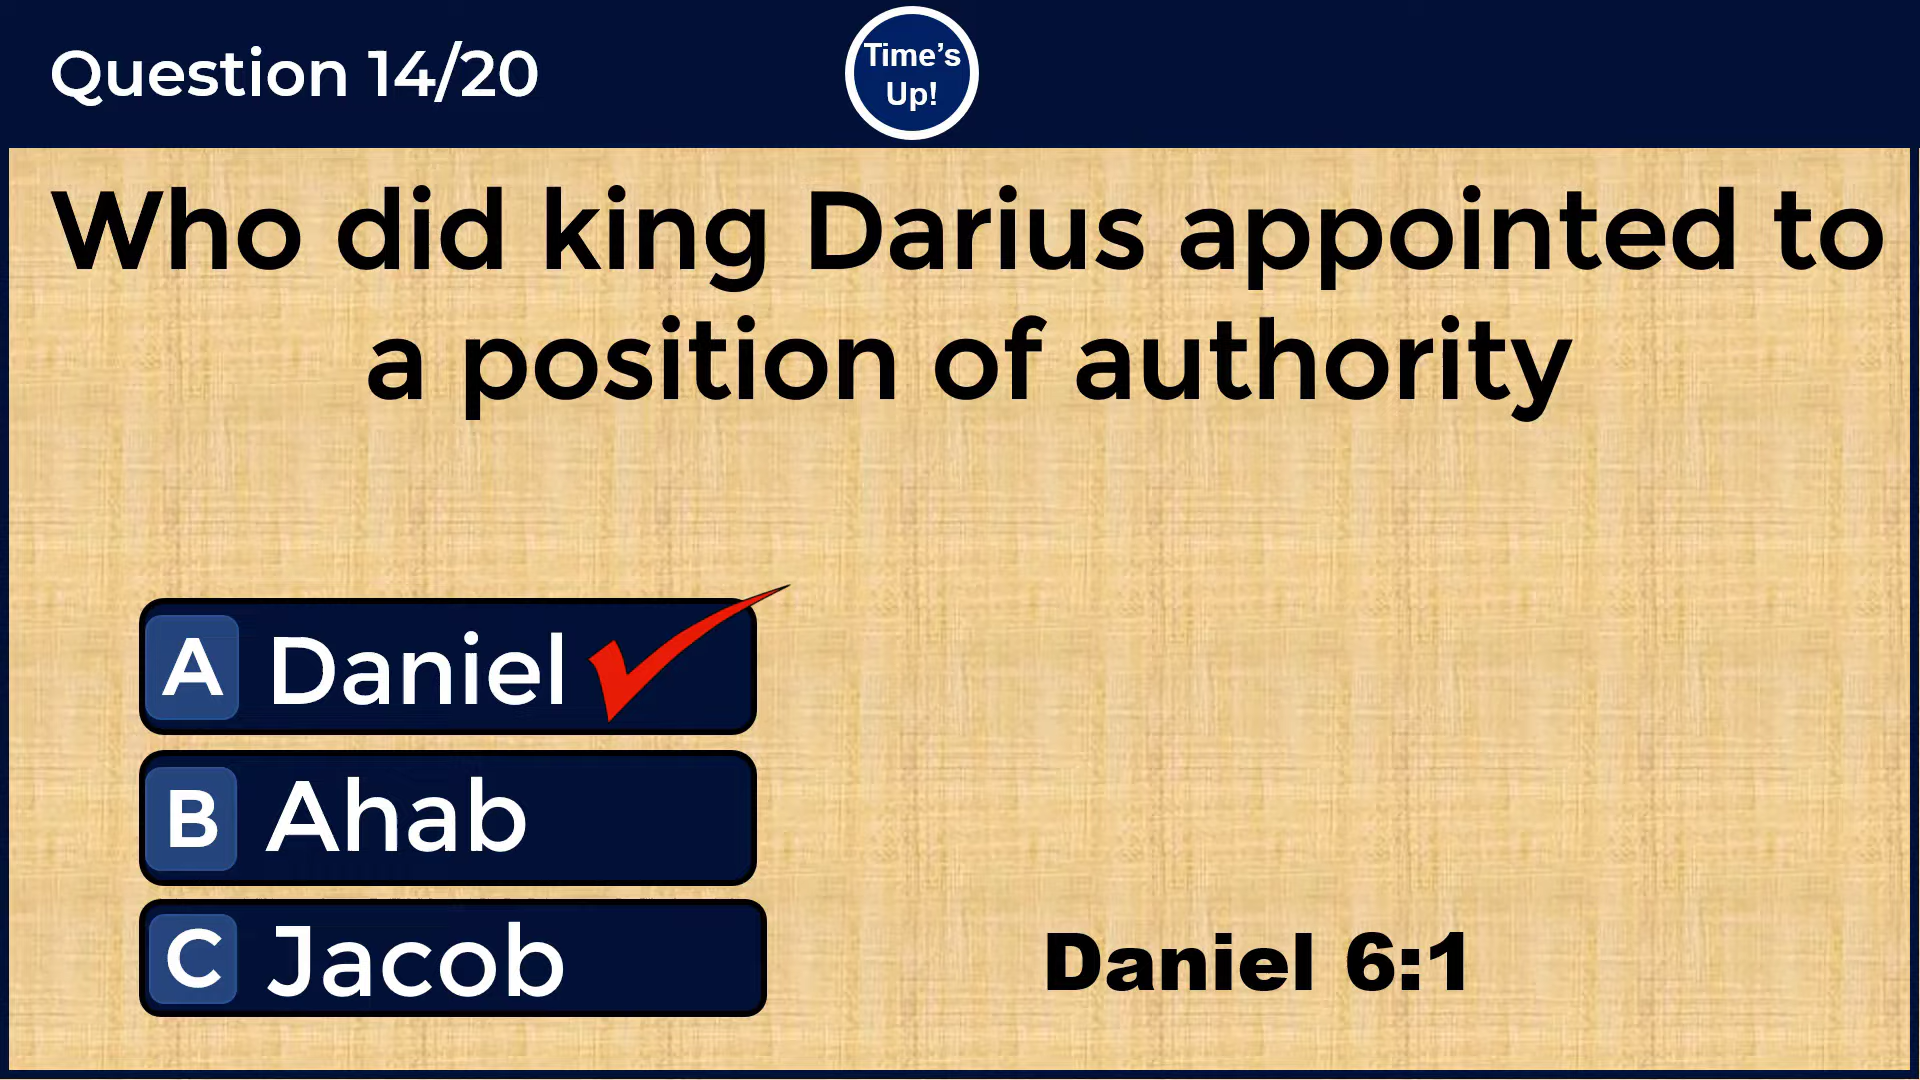 Question 14/20
Time's
Up!
Who did king Darius appointed to
a position of authority
A Daniel
B Ahab
C Jacob
Daniel 6:1